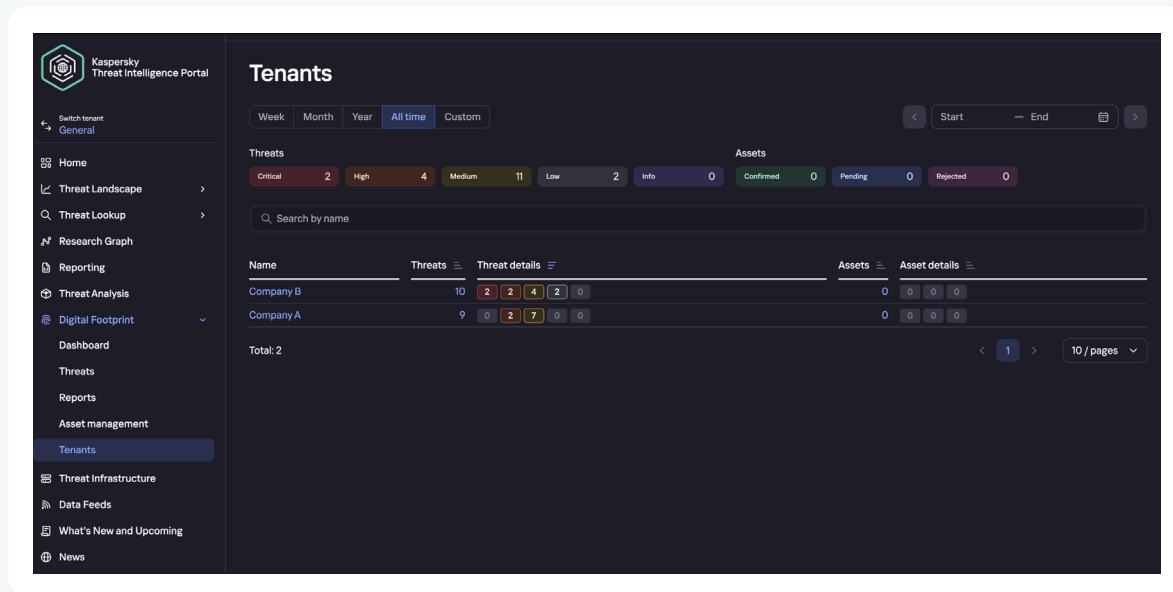 Kaspersky
Threat Intelligence Portal
Switch tenant
General
Home
Threat Landscape
Threat Lookup
Research Graph
Reporting
Threat Analysis
Digital Footprint
Dashboard
Threats
Reports
Asset management
Tenants
Threat Infrastructure
Data Feeds
What's New and Upcoming
News
Tenants
Week Month Year All time Custom
Start — End
Threats Assets
Critical 2 High 4 Medium 11 Low 2 Info 0 Confirmed 0 Pending 0 Rejected 0
Search by name
Name Threats Threat details Assets Asset details
Company B 10 2 2 4 2 0 0 0 0 0
Company A 9 0 2 7 0 0 0 0 0 0
Total: 2 1 10 / pages